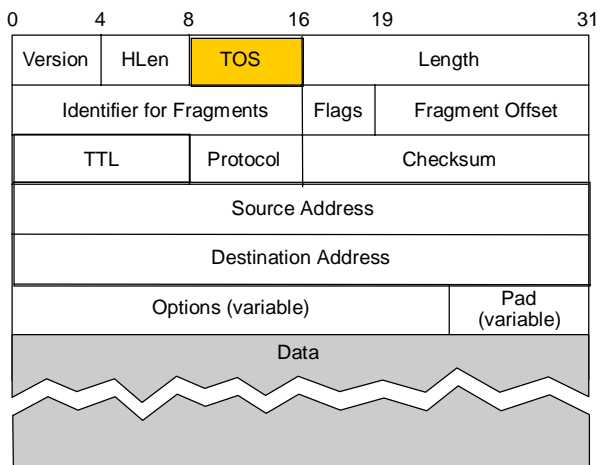 0 4 8 16 19 31
Version HLen TOS Length
Identifier for Fragments Flags Fragment Offset
TTL Protocol Checksum
Source Address
Destination Address
Options (variable) Pad
(variable)
Data